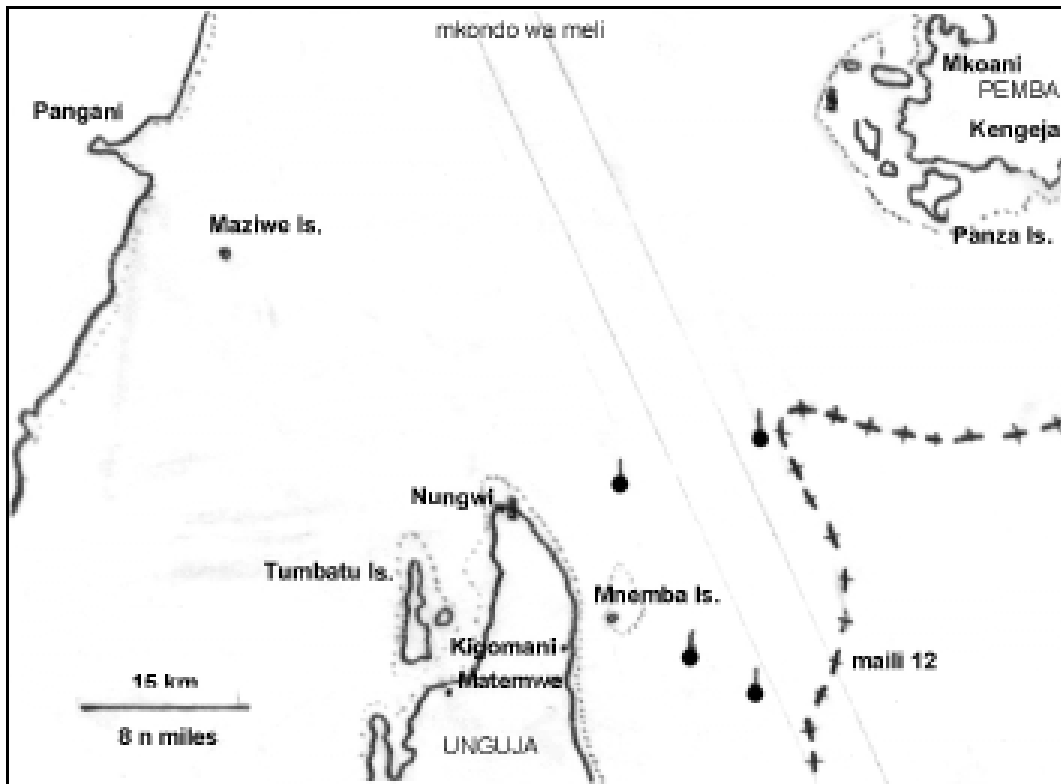 mkondo wa meli
Mkoani
PEMBA
Pangani
Kengeja
Maziwe Is.
Panza Is.
Nungwi
Tumbatu Is.
Mnemba Is.
Kigomani
maili 12
15 km
Matemwe
8 n miles
UNGUJA